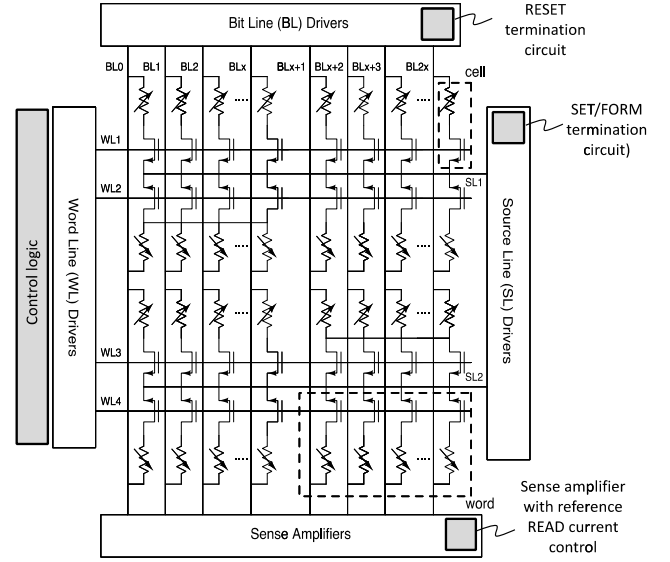 Bit Line (BL) Drivers
RESET
termination
circuit
BL0 BL1 BL2 BLx BLx+1 BLx+2 BLx+3 BL2x
cell
....
....
SET/FORM
termination
circuit)
WL1
SL1
WL2
Control logic
Word Line (WL) Drivers
Source Line (SL) Drivers
....
....
....
....
WL3
SL2
WL4
....
....
word
Sense Amplifiers
Sense amplifier
with reference
READ current
control